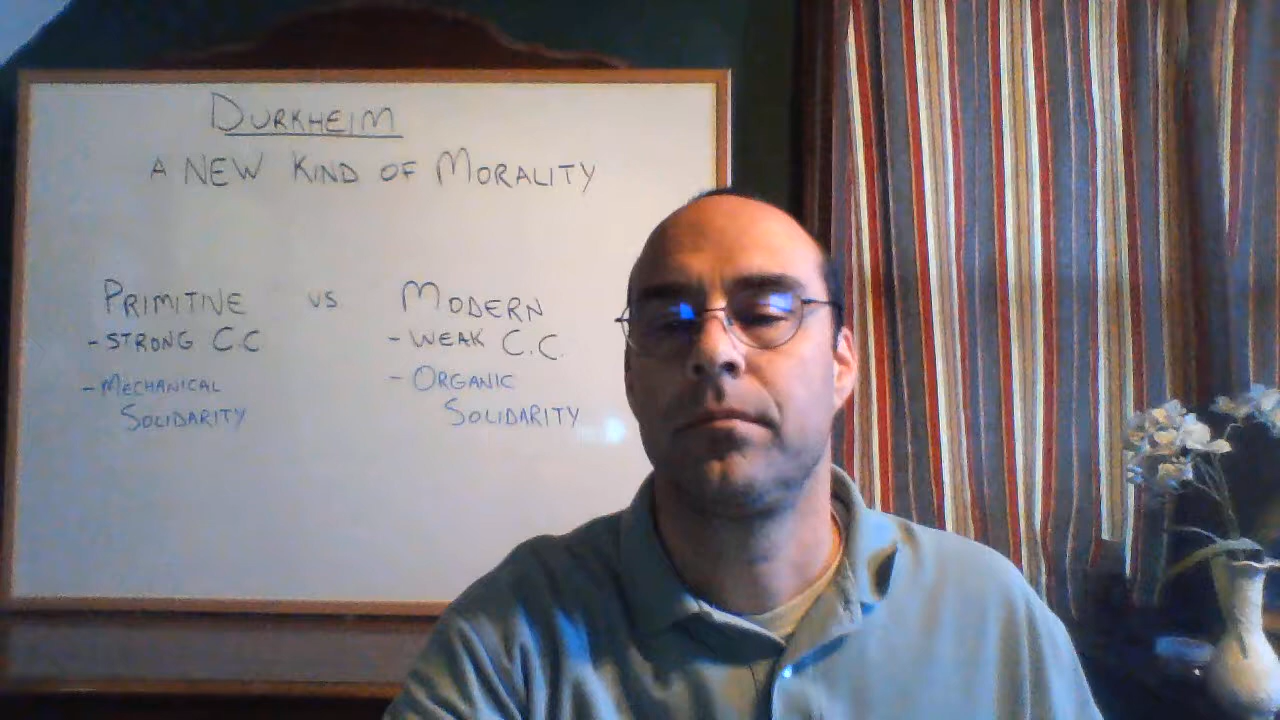 DURKHEIM
A NEW KIND OF MORALITY
PRIMITIVE VS MODERN
- STRONG C.C - WEAK C.C.
- MECHANICAL SOLIDARITY - ORGANIC SOLIDARITY